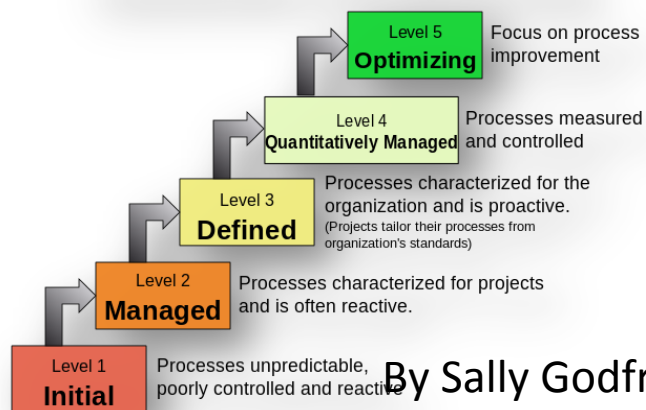 Level 5
Optimizing
Focus on process
improvement
Level 4
Quantitatively Managed
Processes measured
and controlled
Level 3
Defined
Processes characterized for the
organization and is proactive.
(Projects tailor their processes from
organization's standards)
Level 2
Managed
Processes characterized for projects
and is often reactive.
Level 1
Initial
Processes unpredictable,
poorly controlled and reactive
By Sally